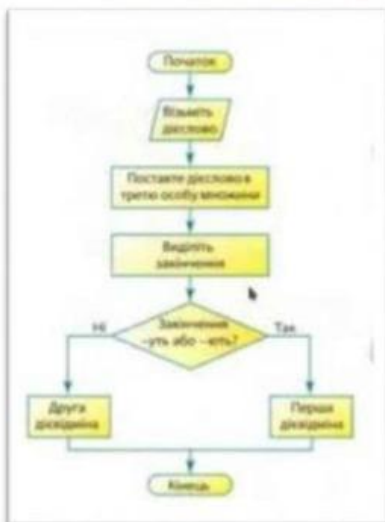 Початок
Візьміть
дієслово
Поставте дієслово в
третю особу множини
Виділіть
закінчення
Закінчення
–уть або –ють?
Ні
Так
Друга
дієвідміна
Перша
дієвідміна
Кінець